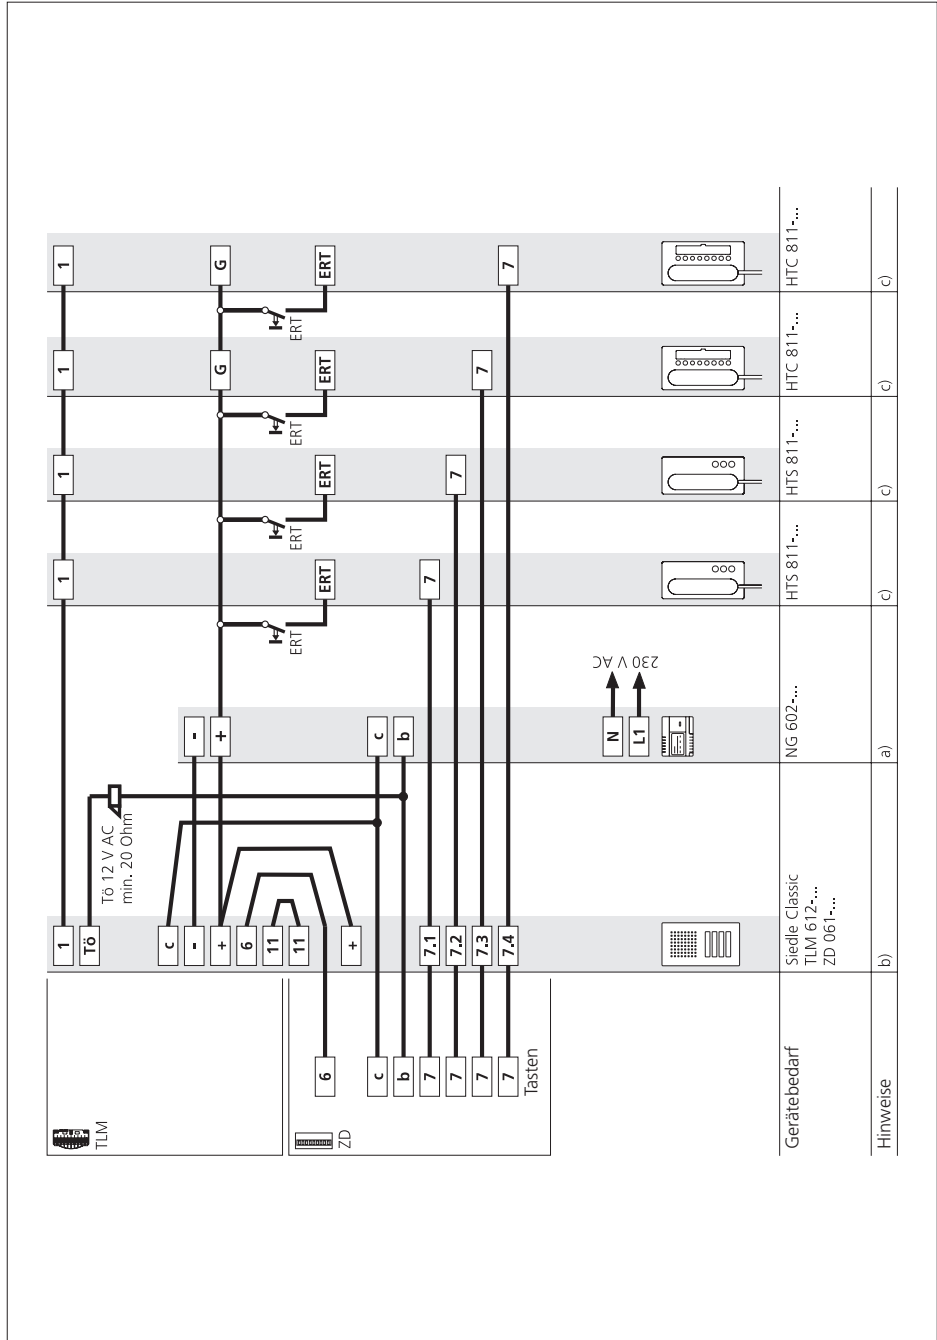 1
1
1
1
1
TLM
Tö
Tö 12 V AC
min. 20 Ohm
c
-
-
+
+
G
G
6
11
11
ERT
ERT
ERT
ERT
6
ERT
ERT
ERT
ERT
ZD
+
c
c
b
b
7
7.1
7
7
7.2
7
7
7.3
7
7
7.4
7
Tasten
N
L1
230 V AC
Gerätebedarf
Siedle Classic
TLM 612-...
ZD 061-...
NG 602-...
HTS 811-...
HTS 811-...
HTC 811-...
HTC 811-...
Hinweise
b)
a)
c)
c)
c)
c)